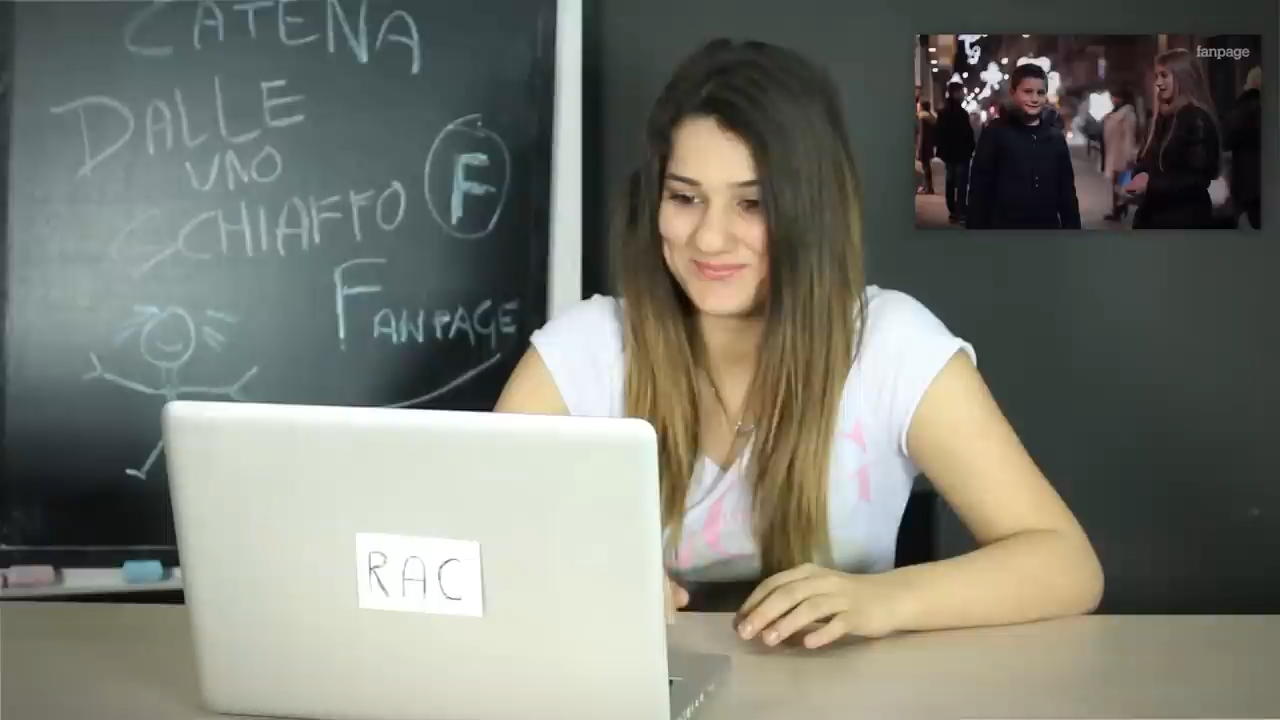 CATENA
DALLE
UNO
SCHIAFFO
F
FANPAGE
RAC
fanpage